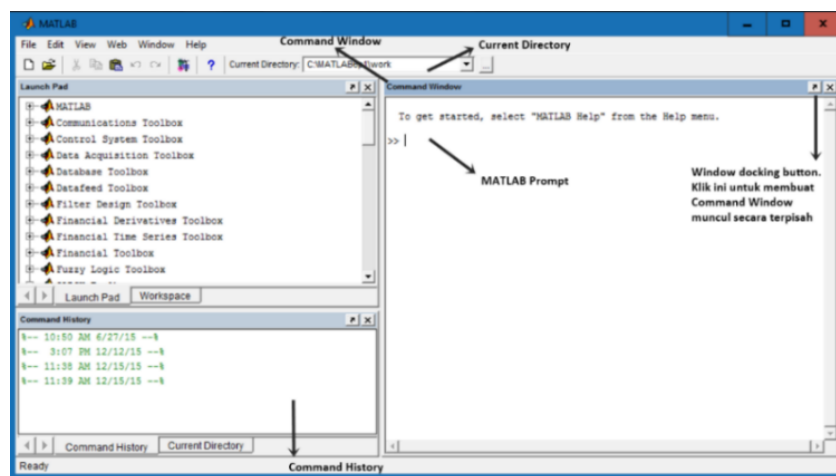 MATLAB
File Edit View Web Window Help
Command Window
Current Directory
Current Directory:
Launch Pad
MATLAB
Communications Toolbox
Control System Toolbox
Data Acquisition Toolbox
Database Toolbox
Datafeed Toolbox
Filter Design Toolbox
Financial Derivatives Toolbox
Financial Time Series Toolbox
Financial Toolbox
Fuzzy Logic Toolbox
Launch Pad Workspace
Command History
%-- 10:50 AM 6/27/15 --%
%-- 3:07 PM 12/12/15 --%
%-- 11:38 AM 12/15/15 --%
%-- 11:39 AM 12/15/15 --%
Command History Current Directory
Ready
Command History
Command Window
To get started, select "MATLAB Help" from the Help menu.
>>
MATLAB Prompt
Window docking button.
Klik ini untuk membuat
Command Window
muncul secara terpisah